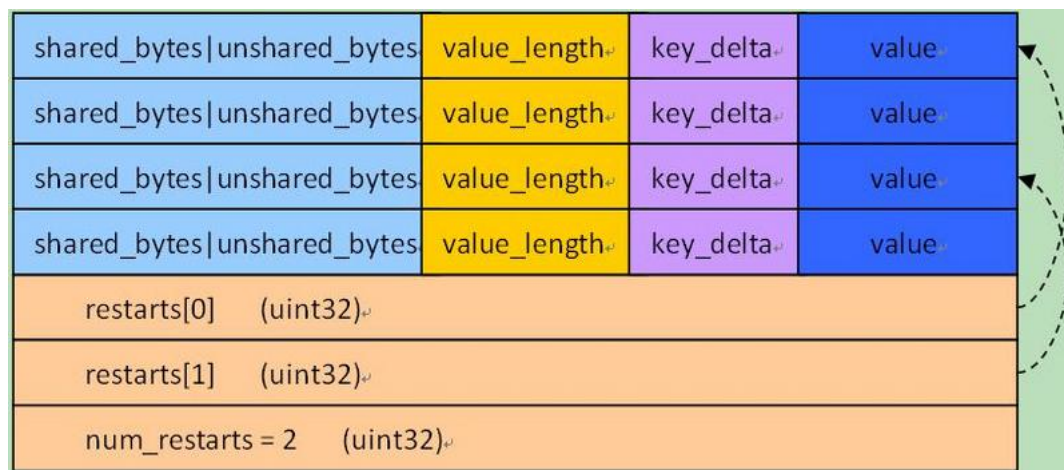 shared_bytes|unshared_bytes value_length key_delta value
shared_bytes|unshared_bytes value_length key_delta value
shared_bytes|unshared_bytes value_length key_delta value
shared_bytes|unshared_bytes value_length key_delta value
restarts[0] (uint32)
restarts[1] (uint32)
num_restarts = 2 (uint32)